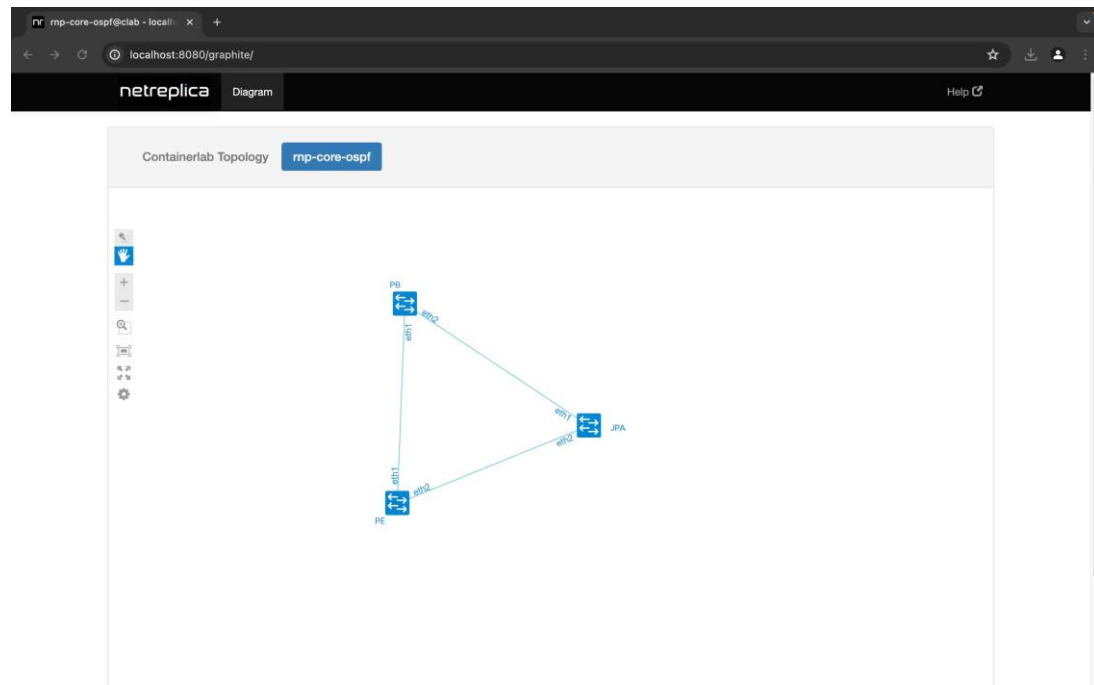 nr rnp-core-ospf@clab - localh
localhost:8080/graphite/
netreplica Diagram Help
Containerlab Topology rnp-core-ospf
PB
eth2
eth1
eth1
JPA
eth2
eth1
eth2
PE